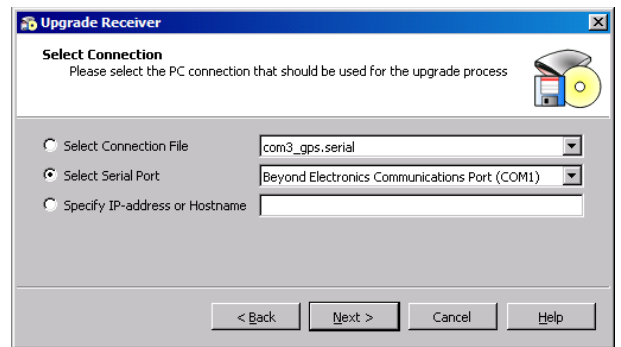 Upgrade Receiver
Select Connection
Please select the PC connection that should be used for the upgrade process
Select Connection File
com3_gps.serial
Select Serial Port
Beyond Electronics Communications Port (COM1)
Specify IP-address or Hostname
< Back
Next >
Cancel
Help